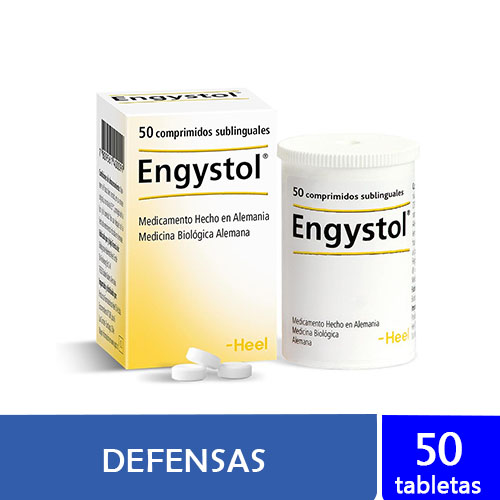 50 comprimidos sublinguales
Engystol®
Medicamento Hecho en Alemania
Medicina Biológica Alemana
-Heel
50 comprimidos sublinguales
Engystol®
Medicamento Hecho en Alemania
Medicina Biológica
Alemana
-Heel
DEFENSAS
50
tabletas